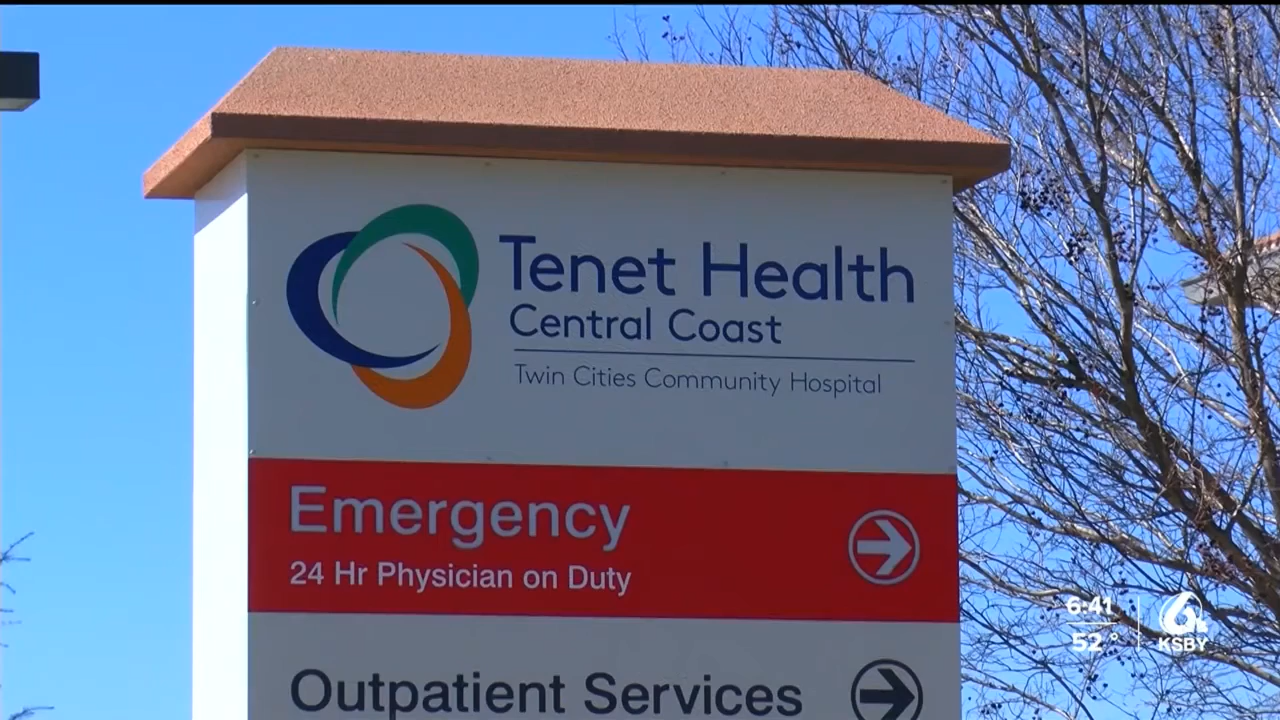 Tenet Health
Central Coast
Twin Cities Community Hospital
Emergency
24 Hr Physician on Duty
Outpatient Services
6:41
52°
6
KSBY